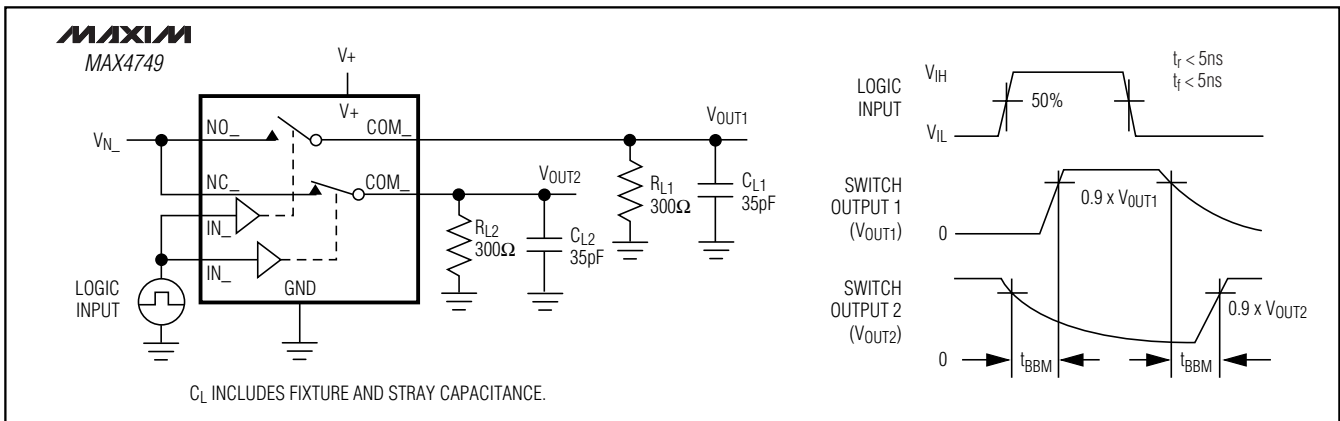 MAXIM
MAX4749
V+
V+
V_N_
NO_
COM_
V_OUT1
NC_
COM_
V_OUT2
R_L1
300Ω
C_L1
35pF
R_L2
300Ω
C_L2
35pF
IN_
IN_
GND
LOGIC
INPUT
C_L INCLUDES FIXTURE AND STRAY CAPACITANCE.
LOGIC
INPUT
V_IH
V_IL
50%
t_r < 5ns
t_f < 5ns
SWITCH
OUTPUT 1
(V_OUT1)
0
0.9 x V_OUT1
SWITCH
OUTPUT 2
(V_OUT2)
0
0.9 x V_OUT2
t_BBM
t_BBM